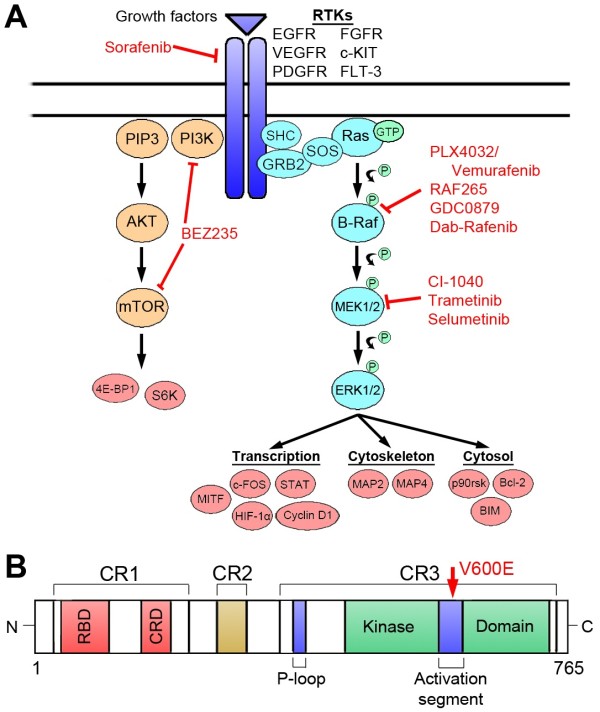 A
Growth factors
RTKs
EGFR FGFR
VEGFR c-KIT
PDGFR FLT-3
Sorafenib
PIP3
PI3K
SHC
GRB2
SOS
Ras
GTP
P
PLX4032/
Vemurafenib
RAF265
GDC0879
Dab-Rafenib
P
AKT
B-Raf
BEZ235
P
P
mTOR
MEK1/2
CI-1040
Trametinib
Selumetinib
P
P
4E-BP1
S6K
ERK1/2
Transcription
Cytoskeleton
Cytosol
c-FOS
STAT
MITF
HIF-1α
Cyclin D1
MAP2
MAP4
p90rsk
Bcl-2
BIM
B
CR1
CR2
CR3
V600E
N
RBD
CRD
Kinase
Domain
C
1
765
P-loop
Activation
segment